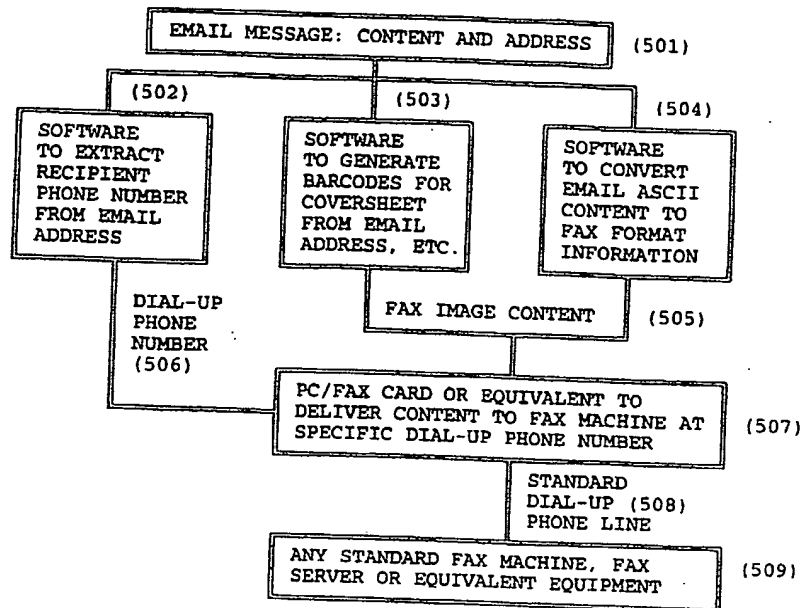 EMAIL MESSAGE: CONTENT AND ADDRESS
(501)
(502)
(503)
(504)
SOFTWARE
TO EXTRACT
RECIPIENT
PHONE NUMBER
FROM EMAIL
ADDRESS
SOFTWARE
TO GENERATE
BARCODES FOR
COVERSHEET
FROM EMAIL
ADDRESS, ETC.
SOFTWARE
TO CONVERT
EMAIL ASCII
CONTENT TO
FAX FORMAT
INFORMATION
DIAL-UP
PHONE
NUMBER
(506)
FAX IMAGE CONTENT
(505)
PC/FAX CARD OR EQUIVALENT TO
DELIVER CONTENT TO FAX MACHINE AT
SPECIFIC DIAL-UP PHONE NUMBER
(507)
STANDARD
DIAL-UP (508)
PHONE LINE
ANY STANDARD FAX MACHINE, FAX
SERVER OR EQUIVALENT EQUIPMENT
(509)